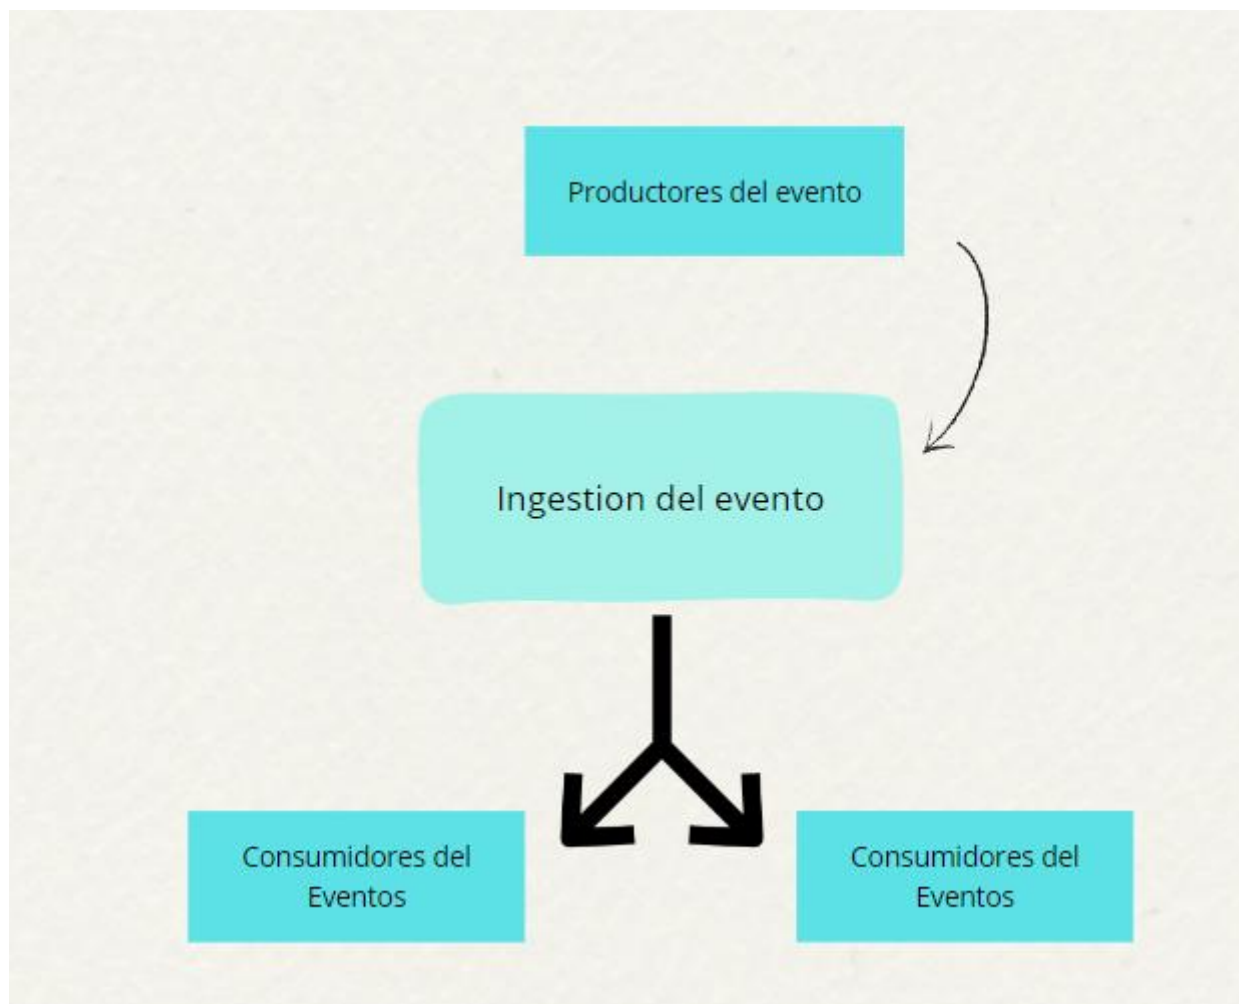 Productores del evento
Ingestion del evento
Consumidores del
Eventos
Consumidores del
Eventos